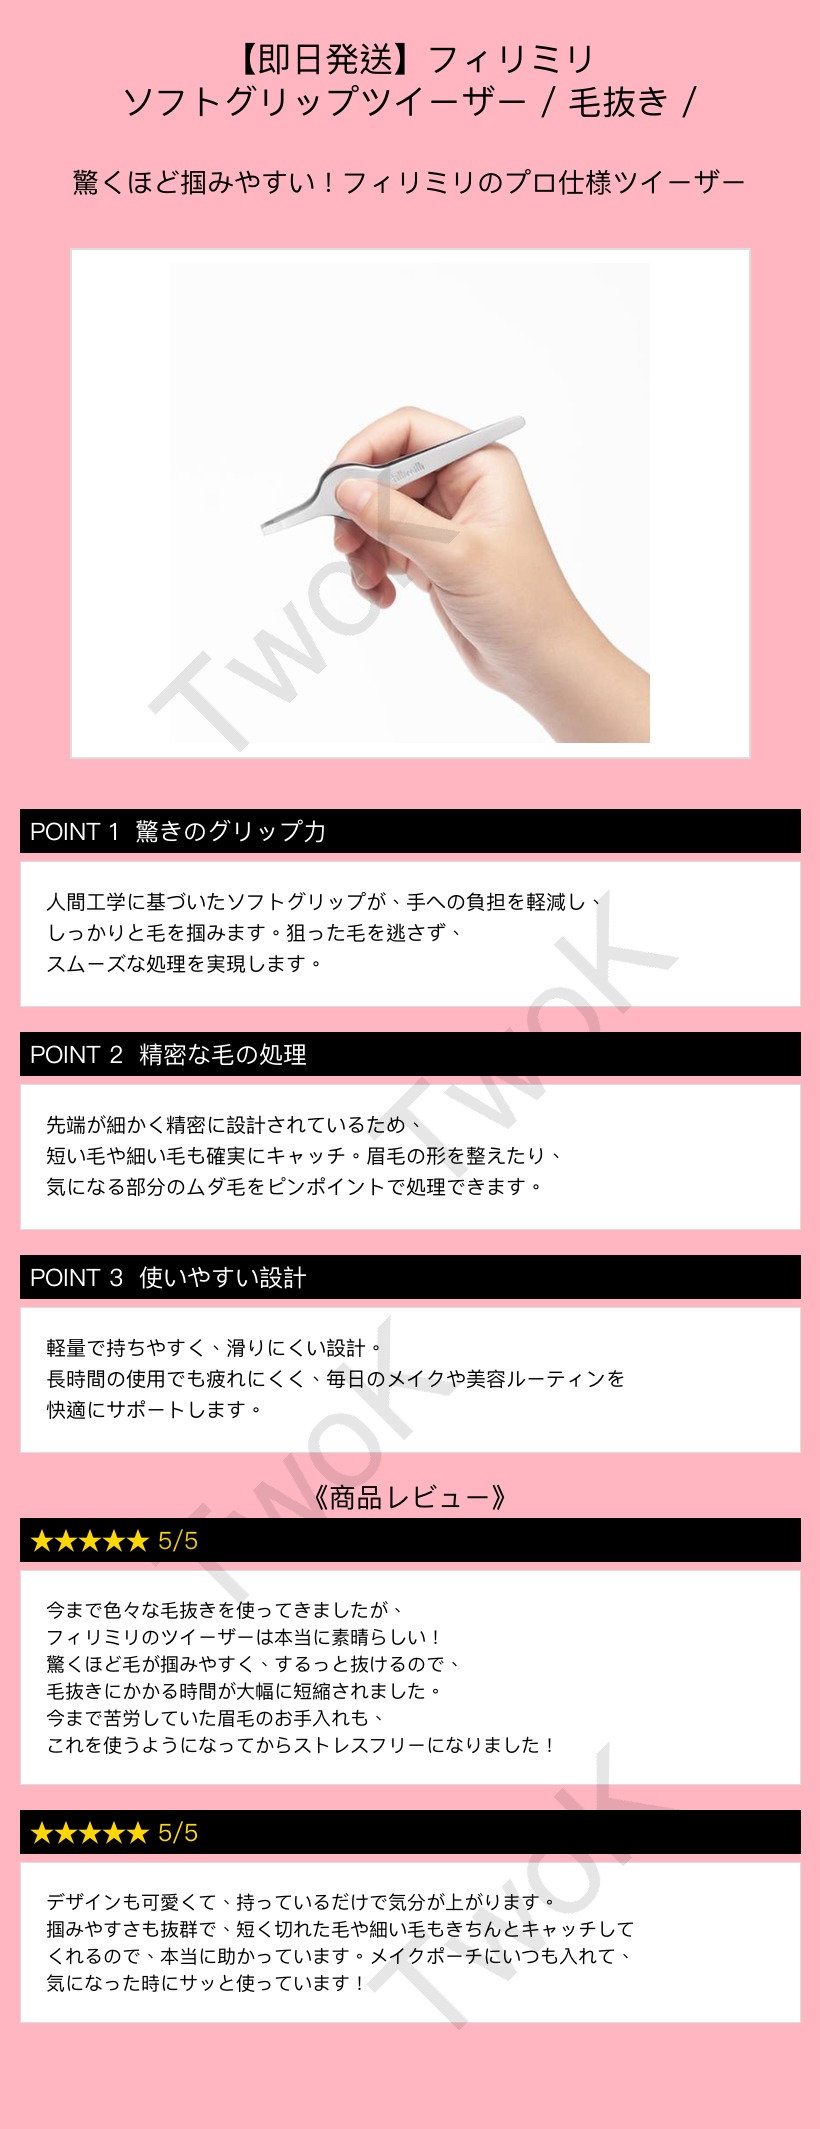 【即日発送】フィリミリ
ソフトグリップツイーザー / 毛抜き /
驚くほど掴みやすい！フィリミリのプロ仕様ツイーザー
fillimilli
TwoK
POINT 1 驚きのグリップ力
人間工学に基づいたソフトグリップが、手への負担を軽減し、
しっかりと毛を掴みます。狙った毛を逃さず、
スムーズな処理を実現します。
TwoK
POINT 2 精密な毛の処理
先端が細かく精密に設計されているため、
短い毛や細い毛も確実にキャッチ。眉毛の形を整えたり、
気になる部分のムダ毛をピンポイントで処理できます。
POINT 3 使いやすい設計
軽量で持ちやすく、滑りにくい設計。
長時間の使用でも疲れにくく、毎日のメイクや美容ルーティンを
快適にサポートします。
TwoK
《商品レビュー》
★★★★★ 5/5
今まで色々な毛抜きを使ってきましたが、
フィリミリのツイーザーは本当に素晴らしい！
驚くほど毛が掴みやすく、するっと抜けるので、
毛抜きにかかる時間が大幅に短縮されました。
今まで苦労していた眉毛のお手入れも、
これを使うようになってからストレスフリーになりました！
★★★★★ 5/5
デザインも可愛くて、持っているだけで気分が上がります。
掴みやすさも抜群で、短く切れた毛や細い毛もきちんとキャッチして
くれるので、本当に助かっています。メイクポーチにいつも入れて、
気になった時にサッと使っています！
TwoK